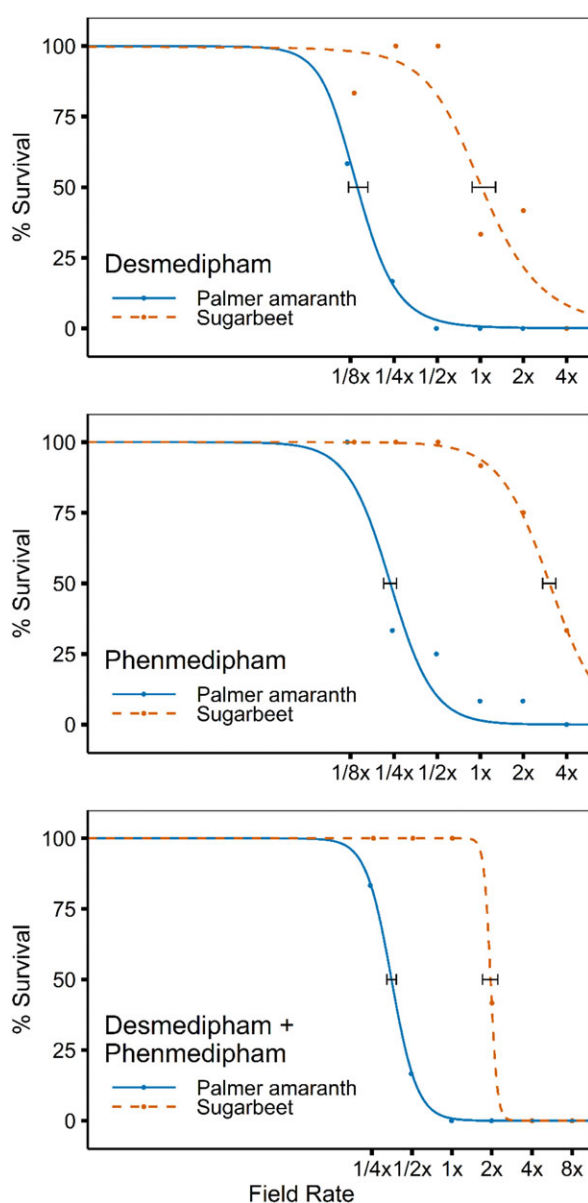 100
75
50
25
0
% Survival
Desmedipham
Palmer amaranth
Sugarbeet
1/8x 1/4x 1/2x 1x 2x 4x
100
75
50
25
0
% Survival
Phenmedipham
Palmer amaranth
Sugarbeet
1/8x 1/4x 1/2x 1x 2x 4x
100
75
50
25
0
% Survival
Desmedipham +
Phenmedipham
Palmer amaranth
Sugarbeet
1/4x 1/2x 1x 2x 4x 8x
Field Rate